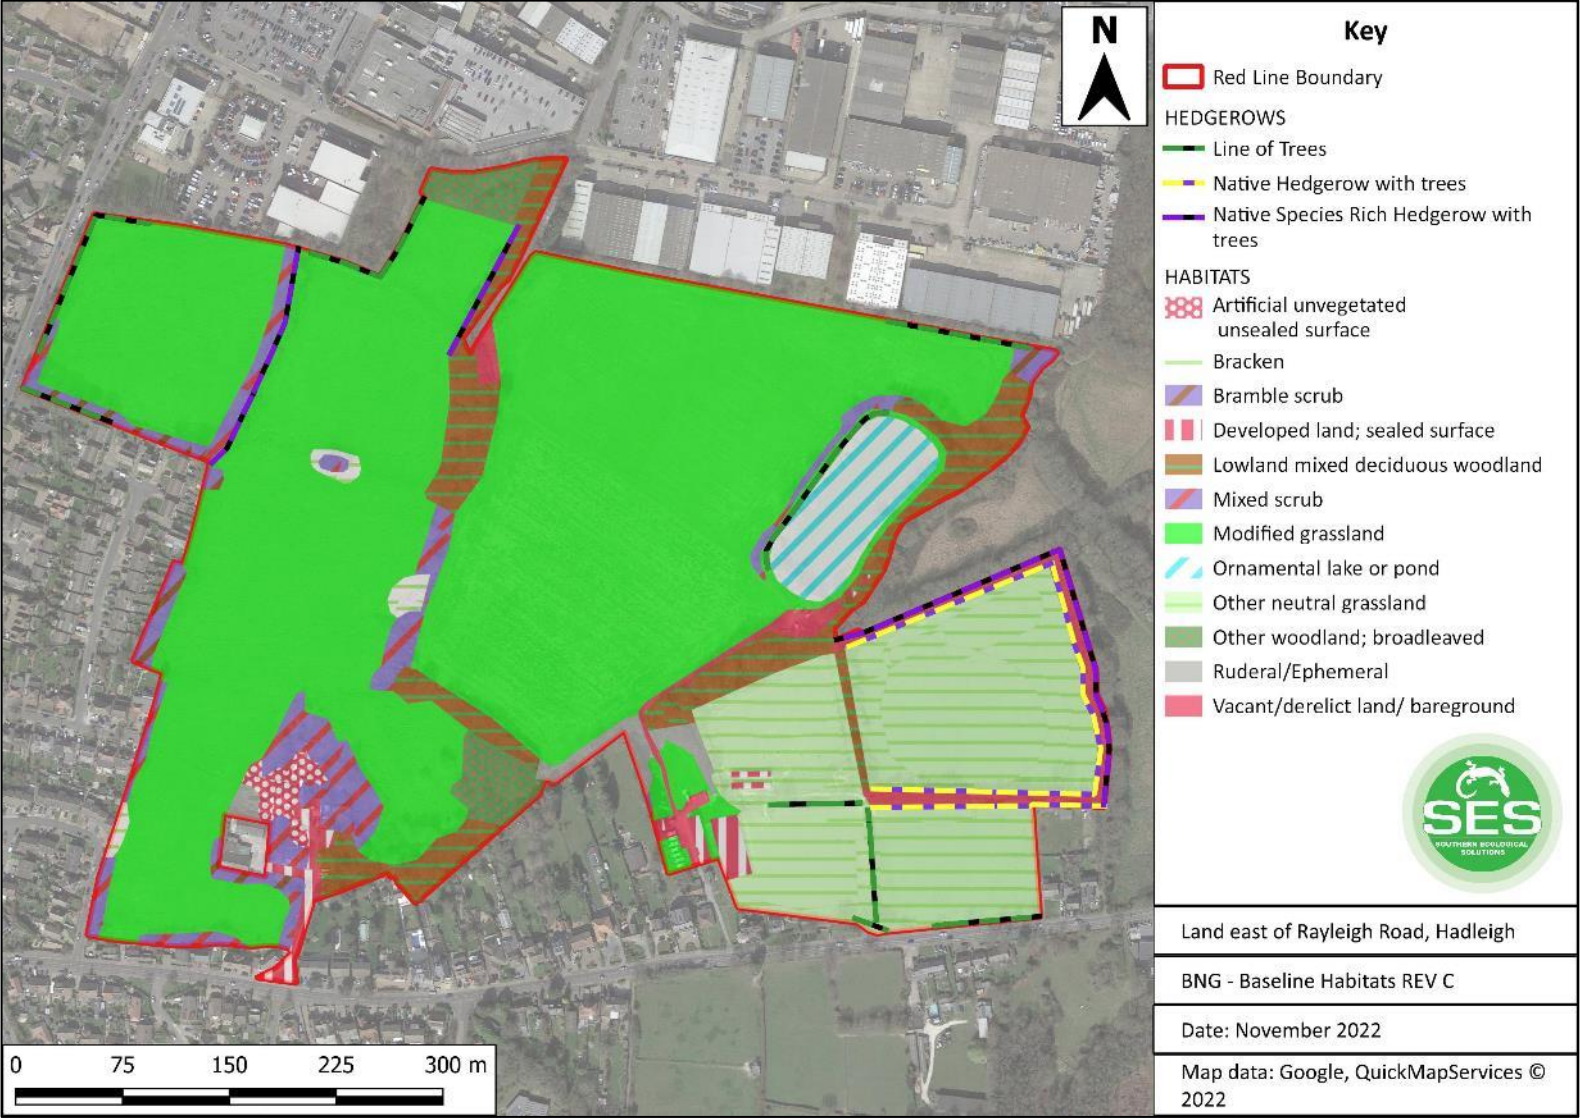 N
Key
Red Line Boundary
HEDGEROWS
Line of Trees
Native Hedgerow with trees
Native Species Rich Hedgerow with
trees
HABITATS
Artificial unvegetated
unsealed surface
Bracken
Bramble scrub
Developed land; sealed surface
Lowland mixed deciduous woodland
Mixed scrub
Modified grassland
Ornamental lake or pond
Other neutral grassland
Other woodland; broadleaved
Ruderal/Ephemeral
Vacant/derelict land/ bareground
SES
SOUTHERN ECOLOGICAL
SOLUTIONS
Land east of Rayleigh Road, Hadleigh
BNG - Baseline Habitats REV C
Date: November 2022
Map data: Google, QuickMapServices ©
2022
0 75 150 225 300 m